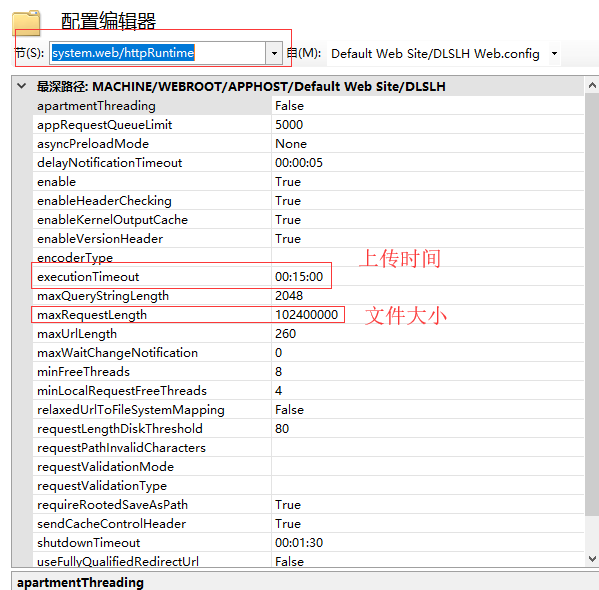 配置编辑器
节(S): system.web/httpRuntime 自(M): Default Web Site/DLSLH Web.config
最深路径: MACHINE/WEBROOT/APPHOST/Default Web Site/DLSLH
apartmentThreading False
appRequestQueueLimit 5000
asyncPreloadMode None
delayNotificationTimeout 00:00:05
enable True
enableHeaderChecking True
enableKernelOutputCache True
enableVersionHeader True
encoderType
上传时间
executionTimeout 00:15:00
maxQueryStringLength 2048
maxRequestLength 102400000 文件大小
maxUrlLength 260
maxWaitChangeNotification 0
minFreeThreads 8
minLocalRequestFreeThreads 4
relaxedUrlToFileSystemMapping False
requestLengthDiskThreshold 80
requestPathInvalidCharacters
requestValidationMode
requestValidationType
requireRootedSaveAsPath True
sendCacheControlHeader True
shutdownTimeout 00:01:30
useFullyQualifiedRedirectUrl False
apartmentThreading